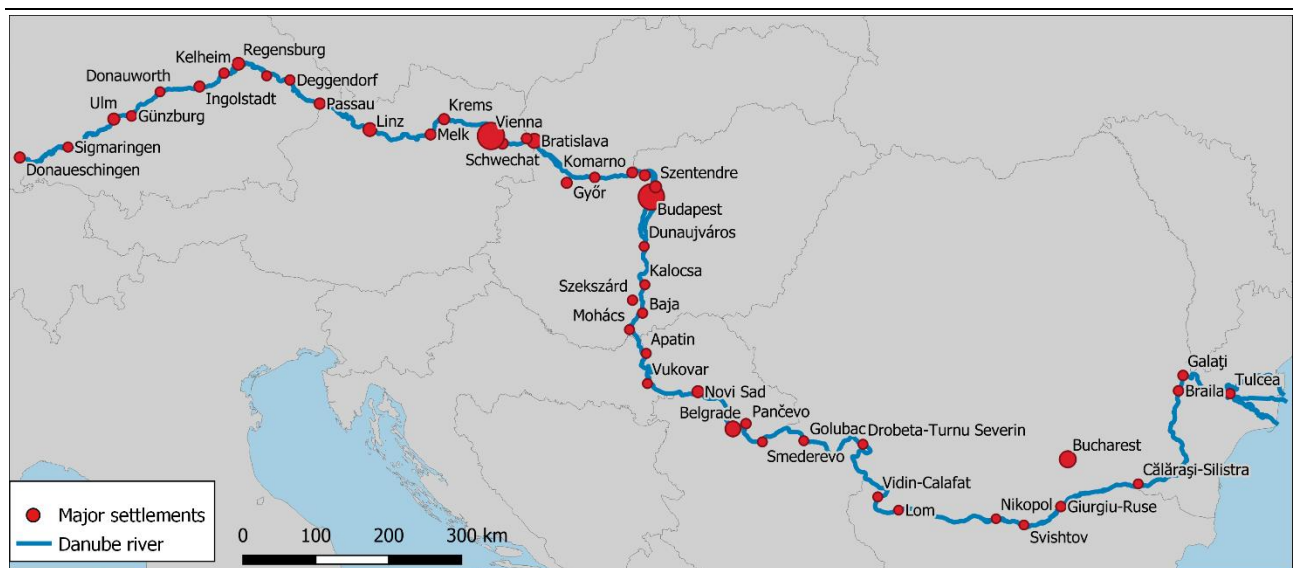 Regensburg
Kelheim
Donauworth
Deggendorf
Ingolstadt
Ulm
Günzburg
Passau
Krems
Linz
Vienna
Melk
Sigmaringen
Bratislava
Schwechat
Donaueschingen
Komarno
Szentendre
Győr
Budapest
Dunaujváros
Kalocsa
Szekszárd
Baja
Mohács
Apatin
Vukovar
Galaţi
Tulcea
Novi Sad
Braila
Pančevo
Belgrade
Golubac
Drobeta-Turnu Severin
Smederevo
Bucharest
Călăraşi-Silistra
Vidin-Calafat
Lom
Nikopol
Giurgiu-Ruse
Svishtov
Major settlements
Danube river
0 100 200 300 km